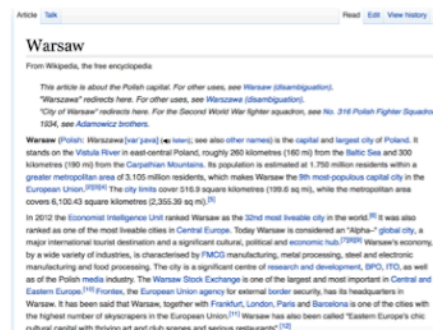 Article Talk Read Edit View history
Warsaw
From Wikipedia, the free encyclopedia
This article is about the Polish capital. For other uses, see Warsaw (disambiguation).
"Warszawa" redirects here. For other uses, see Warszawa (disambiguation).
"City of Warsaw" redirects here. For the Second World War fighter squadron, see No. 316 Polish Fighter Squadron
1934, see Adamowicz brothers.
Warsaw (Polish: Warszawa [varˈʂava] (listen); see also other names) is the capital and largest city of Poland. It
stands on the Vistula River in east-central Poland, roughly 260 kilometres (160 mi) from the Baltic Sea and 300
kilometres (190 mi) from the Carpathian Mountains. Its population is estimated at 1.750 million residents within a
greater metropolitan area of 3.105 million residents, which makes Warsaw the 9th most-populous capital city in the
European Union.[2][3][4] The city limits cover 516.9 square kilometres (199.6 sq mi), while the metropolitan area
covers 6,100.43 square kilometres (2,355.39 sq mi).[5]
In 2012 the Economist Intelligence Unit ranked Warsaw as the 32nd most liveable city in the world.[6] It was also
ranked as one of the most liveable cities in Central Europe. Today Warsaw is considered an "Alpha–" global city, a
major international tourist destination and a significant cultural, political and economic hub.[7][8][9] Warsaw's economy,
by a wide variety of industries, is characterised by FMCG manufacturing, metal processing, steel and electronic
manufacturing and food processing. The city is a significant centre of research and development, BPO, ITO, as well
as of the Polish media industry. The Warsaw Stock Exchange is one of the largest and most important in Central and
Eastern Europe.[10] Frontex, the European Union agency for external border security, has its headquarters in
Warsaw. It has been said that Warsaw, together with Frankfurt, London, Paris and Barcelona is one of the cities with
the highest number of skyscrapers in the European Union.[11] Warsaw has also been called "Eastern Europe's chic
cultural capital with thriving art and club scenes and serious restaurants".[12]